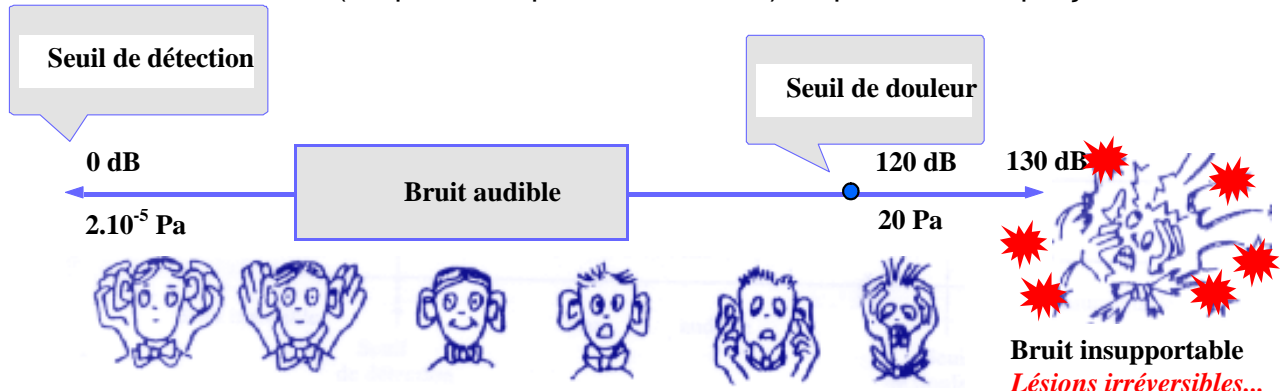 Seuil de détection
Seuil de douleur
0 dB
120 dB
130 dB
Bruit audible
2.10⁻⁵ Pa
20 Pa
Bruit insupportable
Lésions irréversibles...